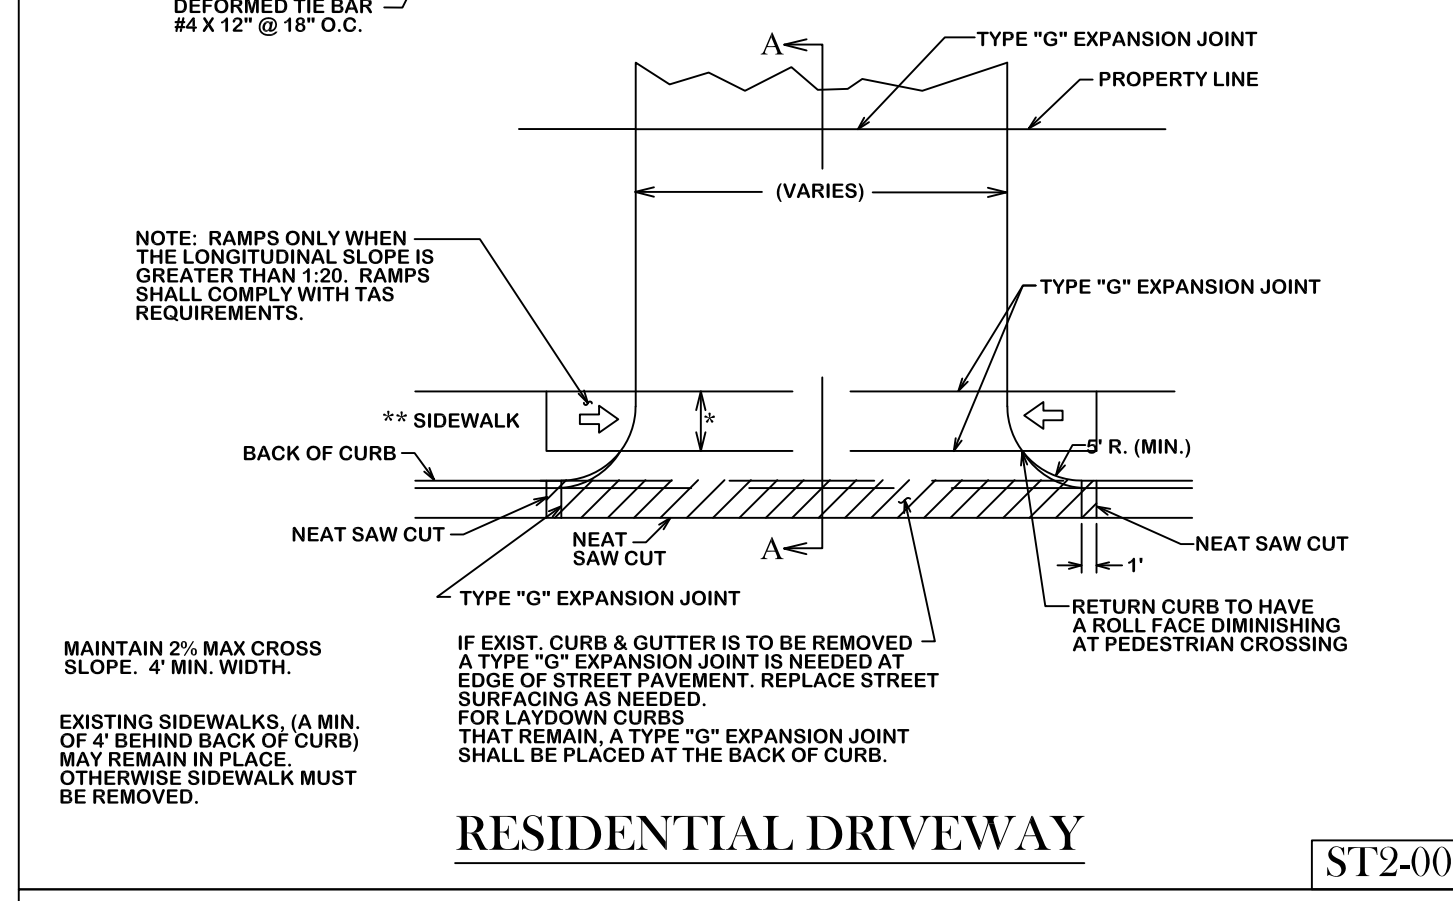 DEFORMED TIE BAR
#4 X 12" @ 18" O.C.
A
TYPE "G" EXPANSION JOINT
PROPERTY LINE
(VARIES)
NOTE: RAMPS ONLY WHEN
THE LONGITUDINAL SLOPE IS
GREATER THAN 1:20. RAMPS
SHALL COMPLY WITH TAS
REQUIREMENTS.
TYPE "G" EXPANSION JOINT
** SIDEWALK
*
BACK OF CURB
5' R. (MIN.)
NEAT SAW CUT
NEAT
SAW CUT
A
NEAT SAW CUT
1'
TYPE "G" EXPANSION JOINT
RETURN CURB TO HAVE
A ROLL FACE DIMINISHING
AT PEDESTRIAN CROSSING
MAINTAIN 2% MAX CROSS
SLOPE. 4' MIN. WIDTH.
IF EXIST. CURB & GUTTER IS TO BE REMOVED
A TYPE "G" EXPANSION JOINT IS NEEDED AT
EDGE OF STREET PAVEMENT. REPLACE STREET
SURFACING AS NEEDED.
FOR LAYDOWN CURBS
THAT REMAIN, A TYPE "G" EXPANSION JOINT
SHALL BE PLACED AT THE BACK OF CURB.
EXISTING SIDEWALKS, (A MIN.
OF 4' BEHIND BACK OF CURB)
MAY REMAIN IN PLACE.
OTHERWISE SIDEWALK MUST
BE REMOVED.
RESIDENTIAL DRIVEWAY
ST2-00